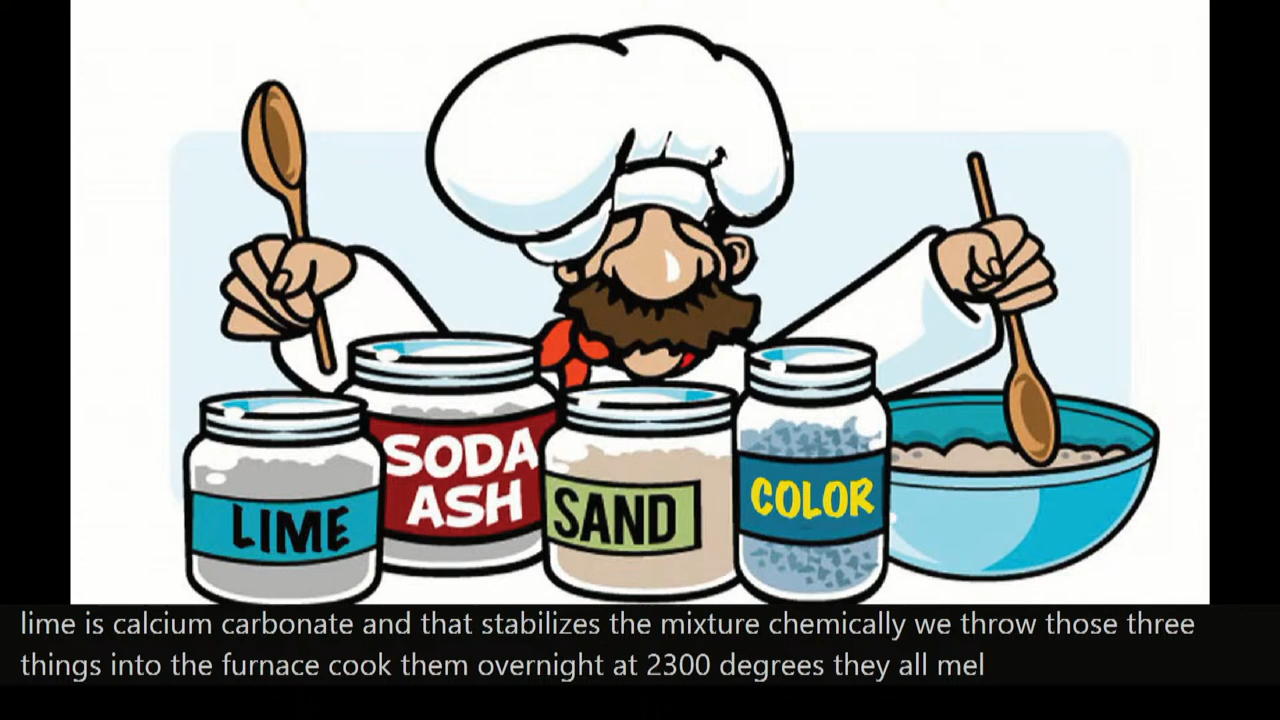 LIME
SODA
ASH
SAND
COLOR
lime is calcium carbonate and that stabilizes the mixture chemically we throw those three
things into the furnace cook them overnight at 2300 degrees they all mel